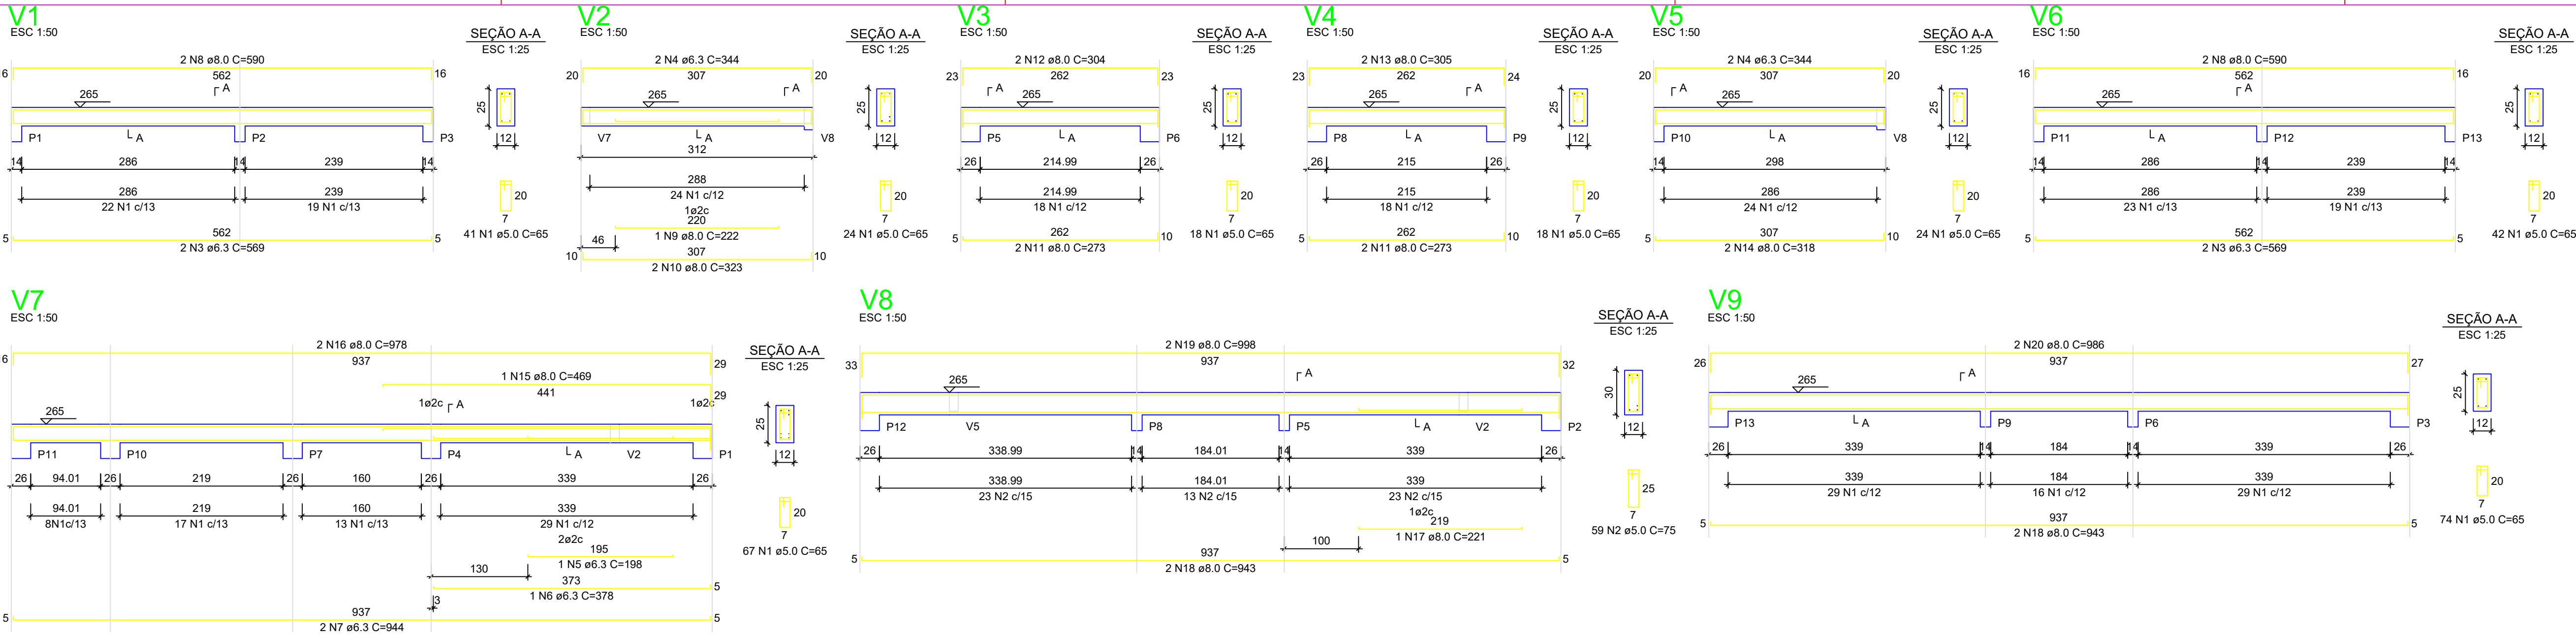 V1
ESC 1:50
SEÇÃO A-A
ESC 1:25
2 N8 ø8.0 C=590
6
562
16
A
265
25
P1
A
P2
P3
12
14
286
14
239
14
286
239
20
22 N1 c/13
19 N1 c/13
7
41 N1 ø5.0 C=65
562
5
5
2 N3 ø6.3 C=569
V2
ESC 1:50
SEÇÃO A-A
ESC 1:25
2 N4 ø6.3 C=344
20
307
20
A
265
25
V7
A
V8
12
312
288
20
24 N1 c/12
7
1ø2c
220
24 N1 ø5.0 C=65
46
1 N9 ø8.0 C=222
307
10
10
2 N10 ø8.0 C=323
V3
ESC 1:50
SEÇÃO A-A
ESC 1:25
2 N12 ø8.0 C=304
23
262
23
A
265
25
P5
A
P6
12
26
214.99
26
214.99
20
18 N1 c/12
7
18 N1 ø5.0 C=65
262
5
10
2 N11 ø8.0 C=273
V4
ESC 1:50
SEÇÃO A-A
ESC 1:25
2 N13 ø8.0 C=305
23
262
24
A
265
25
P8
A
P9
12
26
215
26
215
20
18 N1 c/12
7
18 N1 ø5.0 C=65
262
5
10
2 N11 ø8.0 C=273
V5
ESC 1:50
SEÇÃO A-A
ESC 1:25
2 N4 ø6.3 C=344
20
307
20
A
265
25
P10
A
V8
12
14
298
286
20
24 N1 c/12
7
24 N1 ø5.0 C=65
307
5
10
2 N14 ø8.0 C=318
V6
ESC 1:50
SEÇÃO A-A
ESC 1:25
2 N8 ø8.0 C=590
16
562
16
A
265
25
P11
A
P12
P13
12
14
286
14
239
14
286
239
20
23 N1 c/13
19 N1 c/13
7
42 N1 ø5.0 C=65
562
5
5
2 N3 ø6.3 C=569
V7
ESC 1:50
SEÇÃO A-A
ESC 1:25
2 N16 ø8.0 C=978
6
937
29
1 N15 ø8.0 C=469
441
29
1ø2c
A
1ø2c
265
25
P11
P10
P7
P4
A
V2
P1
12
26
94.01
26
219
26
160
26
339
26
94.01
219
160
339
20
8N1c/13
17 N1 c/13
13 N1 c/13
29 N1 c/12
7
2ø2c
67 N1 ø5.0 C=65
195
130
1 N5 ø6.3 C=198
373
5
3
1 N6 ø6.3 C=378
937
5
5
2 N7 ø6.3 C=944
V8
ESC 1:50
SEÇÃO A-A
ESC 1:25
2 N19 ø8.0 C=998
33
937
32
A
265
30
P12
V5
P8
P5
A
V2
P2
12
26
338.99
14
184.01
14
339
26
338.99
184.01
339
25
23 N2 c/15
13 N2 c/15
23 N2 c/15
7
1ø2c
219
59 N2 ø5.0 C=75
100
1 N17 ø8.0 C=221
937
5
5
2 N18 ø8.0 C=943
V9
ESC 1:50
SEÇÃO A-A
ESC 1:25
2 N20 ø8.0 C=986
26
937
27
A
265
25
P13
A
P9
P6
P3
12
26
339
14
184
14
339
26
339
184
339
20
29 N1 c/12
16 N1 c/12
29 N1 c/12
7
74 N1 ø5.0 C=65
937
5
5
2 N18 ø8.0 C=943